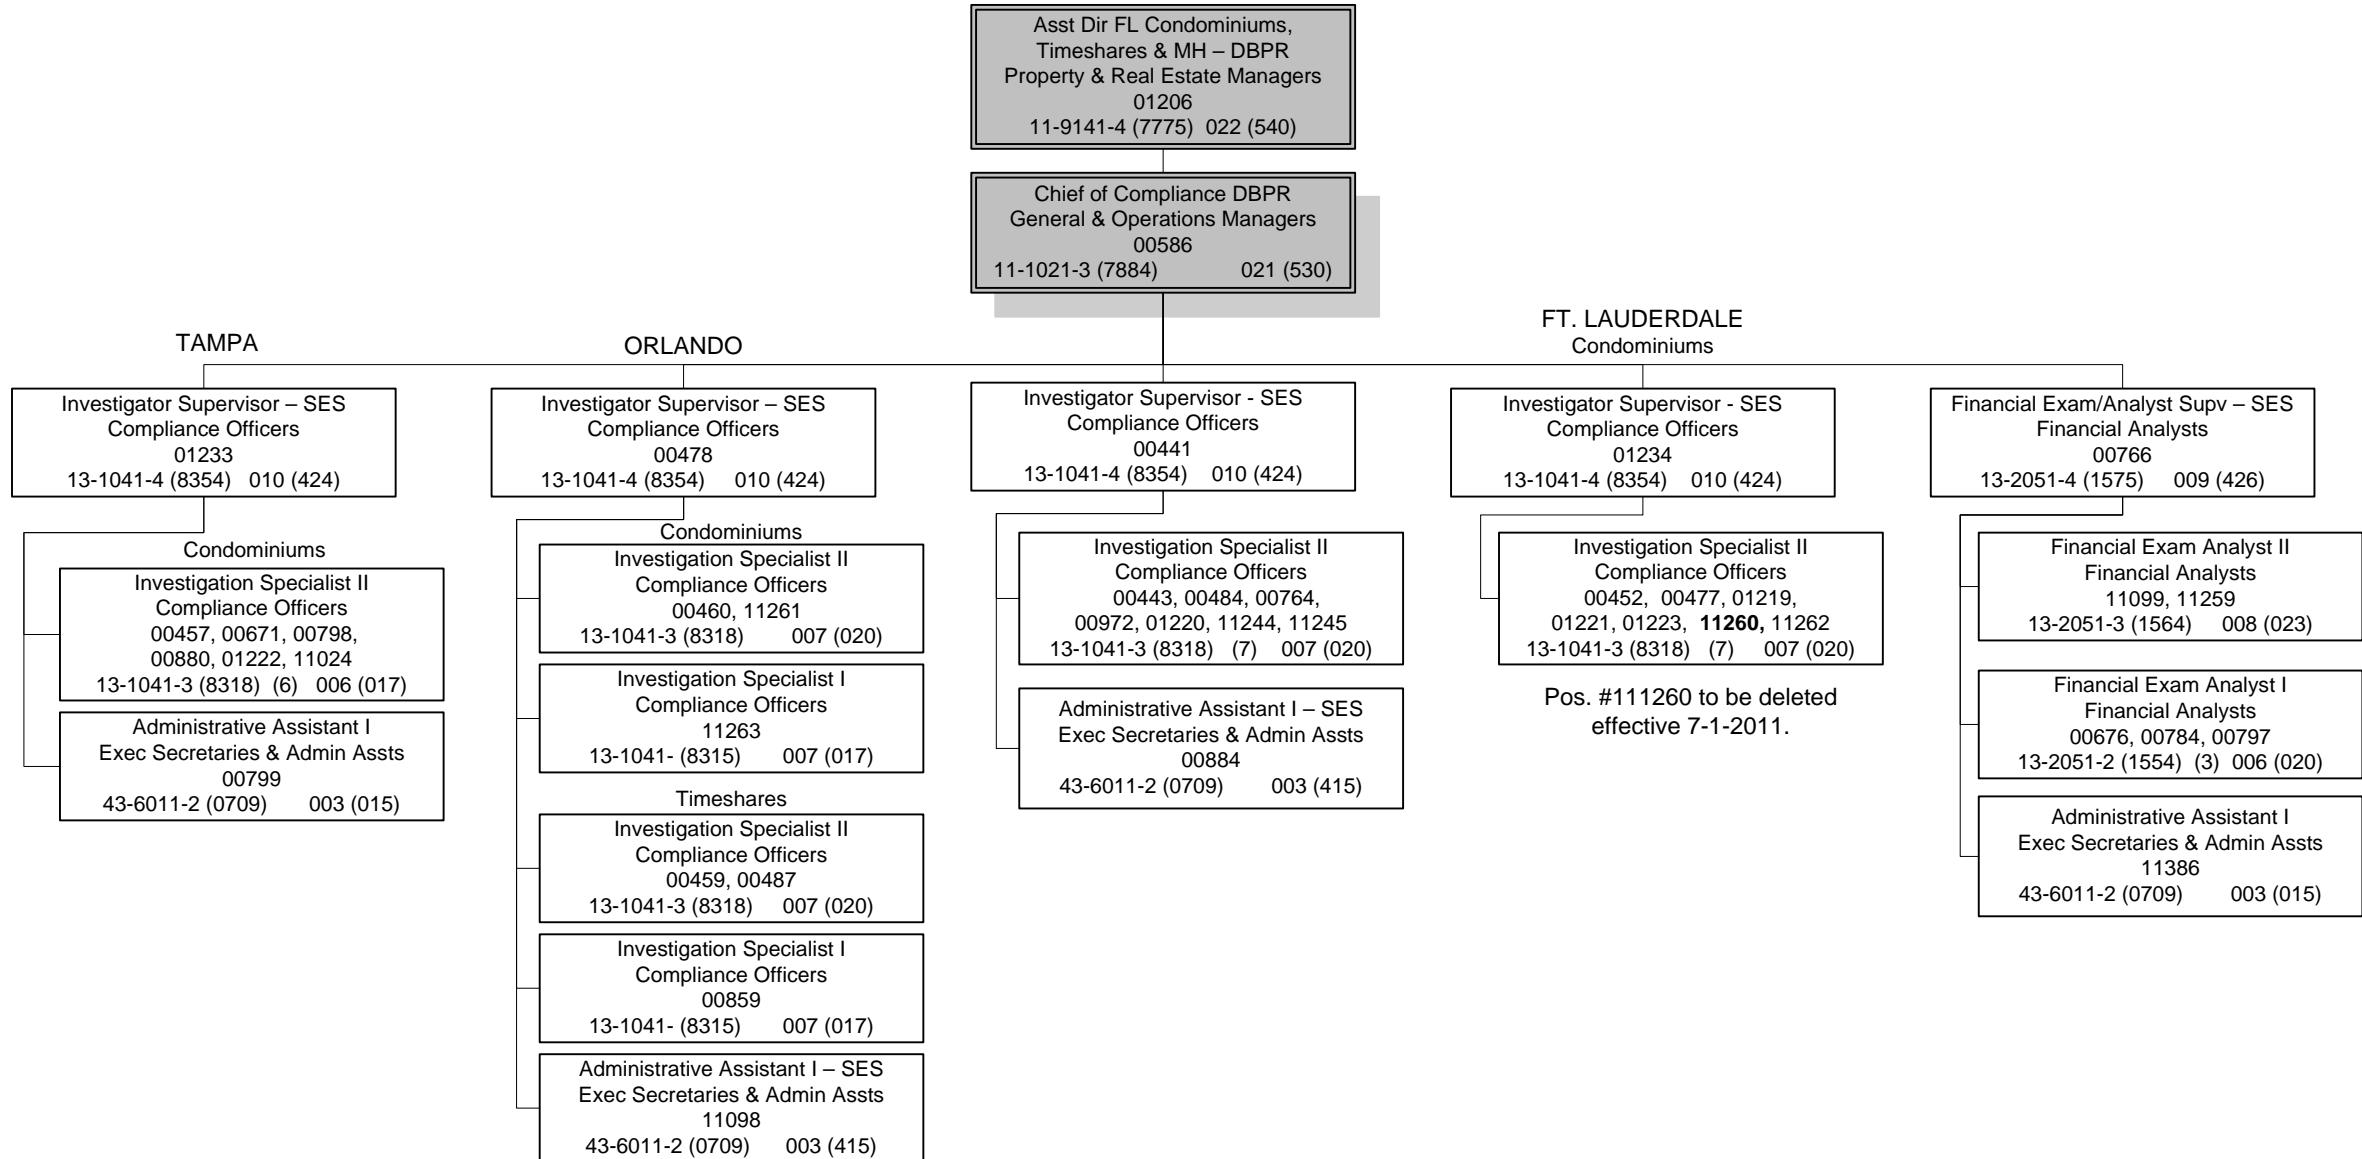 Asst Dir FL Condominiums,
Timeshares & MH – DBPR
Property & Real Estate Managers
01206
11-9141-4 (7775) 022 (540)
Chief of Compliance DBPR
General & Operations Managers
00586
11-1021-3 (7884) 021 (530)
TAMPA
Investigator Supervisor – SES
Compliance Officers
01233
13-1041-4 (8354) 010 (424)
Condominiums
Investigation Specialist II
Compliance Officers
00457, 00671, 00798,
00880, 01222, 11024
13-1041-3 (8318) (6) 006 (017)
Administrative Assistant I
Exec Secretaries & Admin Assts
00799
43-6011-2 (0709) 003 (015)
ORLANDO
Investigator Supervisor – SES
Compliance Officers
00478
13-1041-4 (8354) 010 (424)
Condominiums
Investigation Specialist II
Compliance Officers
00460, 11261
13-1041-3 (8318) 007 (020)
Investigation Specialist I
Compliance Officers
11263
13-1041- (8315) 007 (017)
Timeshares
Investigation Specialist II
Compliance Officers
00459, 00487
13-1041-3 (8318) 007 (020)
Investigation Specialist I
Compliance Officers
00859
13-1041- (8315) 007 (017)
Administrative Assistant I – SES
Exec Secretaries & Admin Assts
11098
43-6011-2 (0709) 003 (415)
Investigator Supervisor - SES
Compliance Officers
00441
13-1041-4 (8354) 010 (424)
Investigation Specialist II
Compliance Officers
00443, 00484, 00764,
00972, 01220, 11244, 11245
13-1041-3 (8318) (7) 007 (020)
Administrative Assistant I – SES
Exec Secretaries & Admin Assts
00884
43-6011-2 (0709) 003 (415)
FT. LAUDERDALE
Condominiums
Investigator Supervisor - SES
Compliance Officers
01234
13-1041-4 (8354) 010 (424)
Investigation Specialist II
Compliance Officers
00452, 00477, 01219,
01221, 01223, 11260, 11262
13-1041-3 (8318) (7) 007 (020)
Pos. #111260 to be deleted
effective 7-1-2011.
Financial Exam/Analyst Supv – SES
Financial Analysts
00766
13-2051-4 (1575) 009 (426)
Financial Exam Analyst II
Financial Analysts
11099, 11259
13-2051-3 (1564) 008 (023)
Financial Exam Analyst I
Financial Analysts
00676, 00784, 00797
13-2051-2 (1554) (3) 006 (020)
Administrative Assistant I
Exec Secretaries & Admin Assts
11386
43-6011-2 (0709) 003 (015)